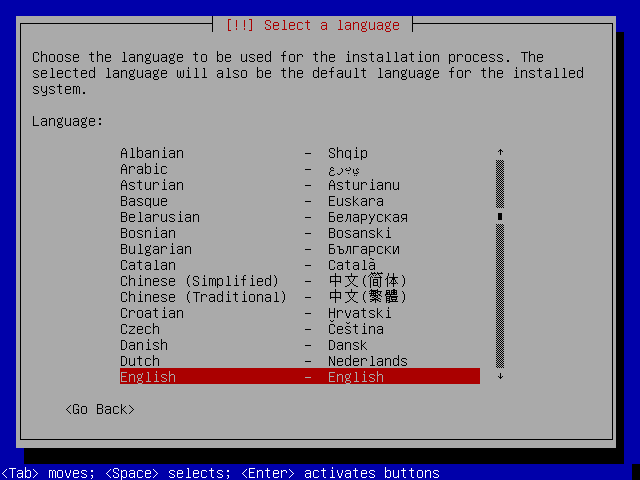 [!!] Select a language
Choose the language to be used for the installation process. The
selected language will also be the default language for the installed
system.
Language:
Albanian – Shqip ↑
Arabic – عربي
Asturian – Asturianu
Basque – Euskara
Belarusian – Беларуская
Bosnian – Bosanski
Bulgarian – Български
Catalan – Català
Chinese (Simplified) – 中文(简体)
Chinese (Traditional) – 中文(繁體)
Croatian – Hrvatski
Czech – Čeština
Danish – Dansk
Dutch – Nederlands
English – English ↓
<Go Back>
<Tab> moves; <Space> selects; <Enter> activates buttons